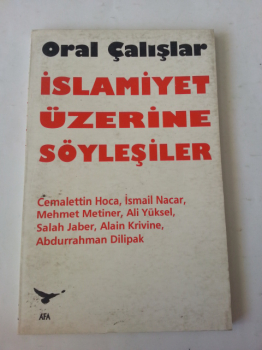 Oral Çalışlar
İSLAMİYET
ÜZERİNE
SÖYLEŞİLER
Cemalettin Hoca, İsmail Nacar,
Mehmet Metiner, Ali Yüksel,
Salah Jaber, Alain Krivine,
Abdurrahman Dilipak
AFA